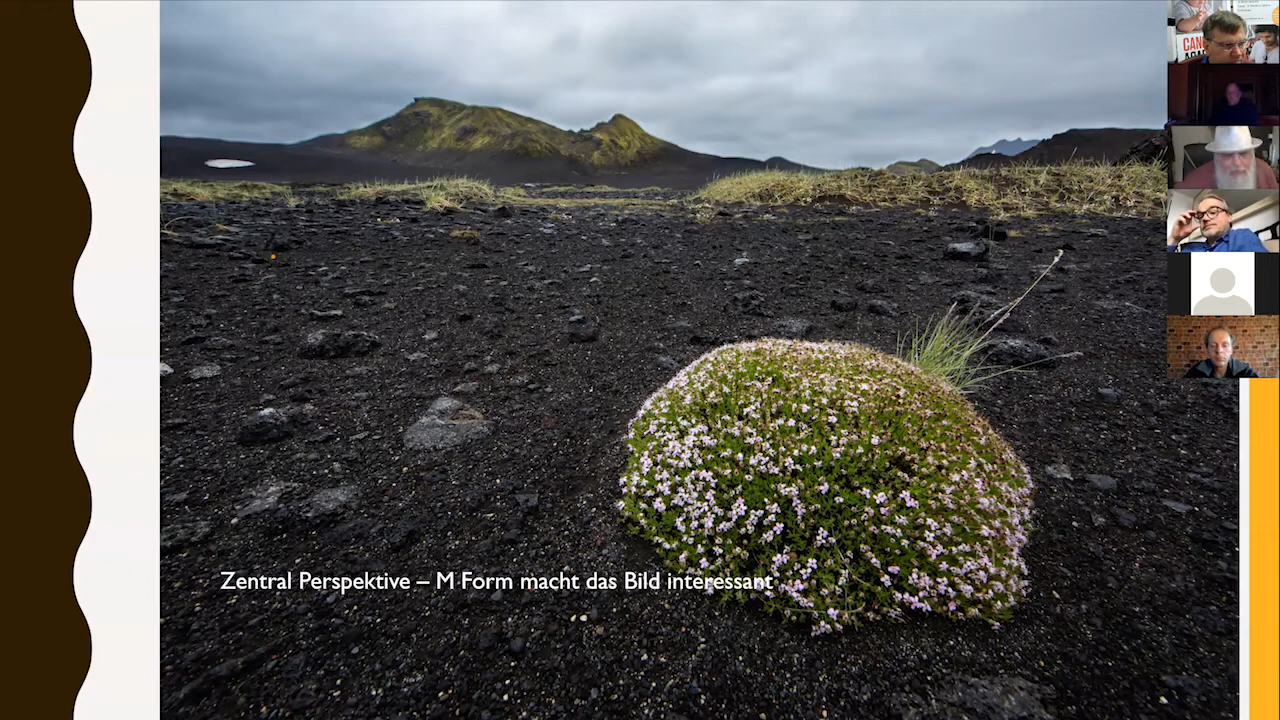 Zentral Perspektive – M Form macht das Bild interessant